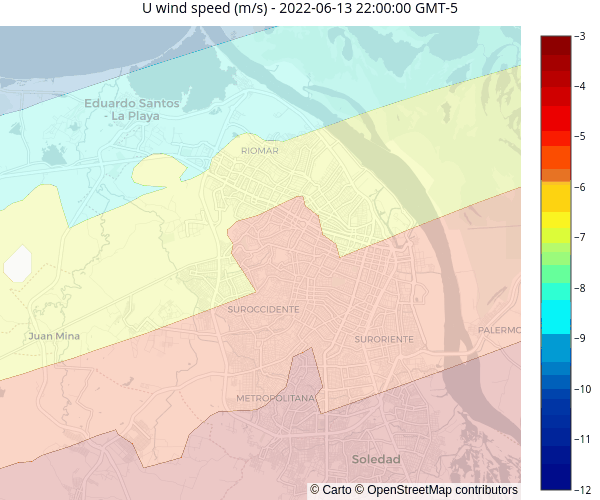 U wind speed (m/s) - 2022-06-13 22:00:00 GMT-5
−3
−4
−5
−6
−7
−8
−9
−10
−11
−12
Eduardo Santos
- La Playa
RIOMAR
SUROCCIDENTE
Juan Mina
SURORIENTE
PALERMO
METROPOLITANA
Soledad
© Carto © OpenStreetMap contributors